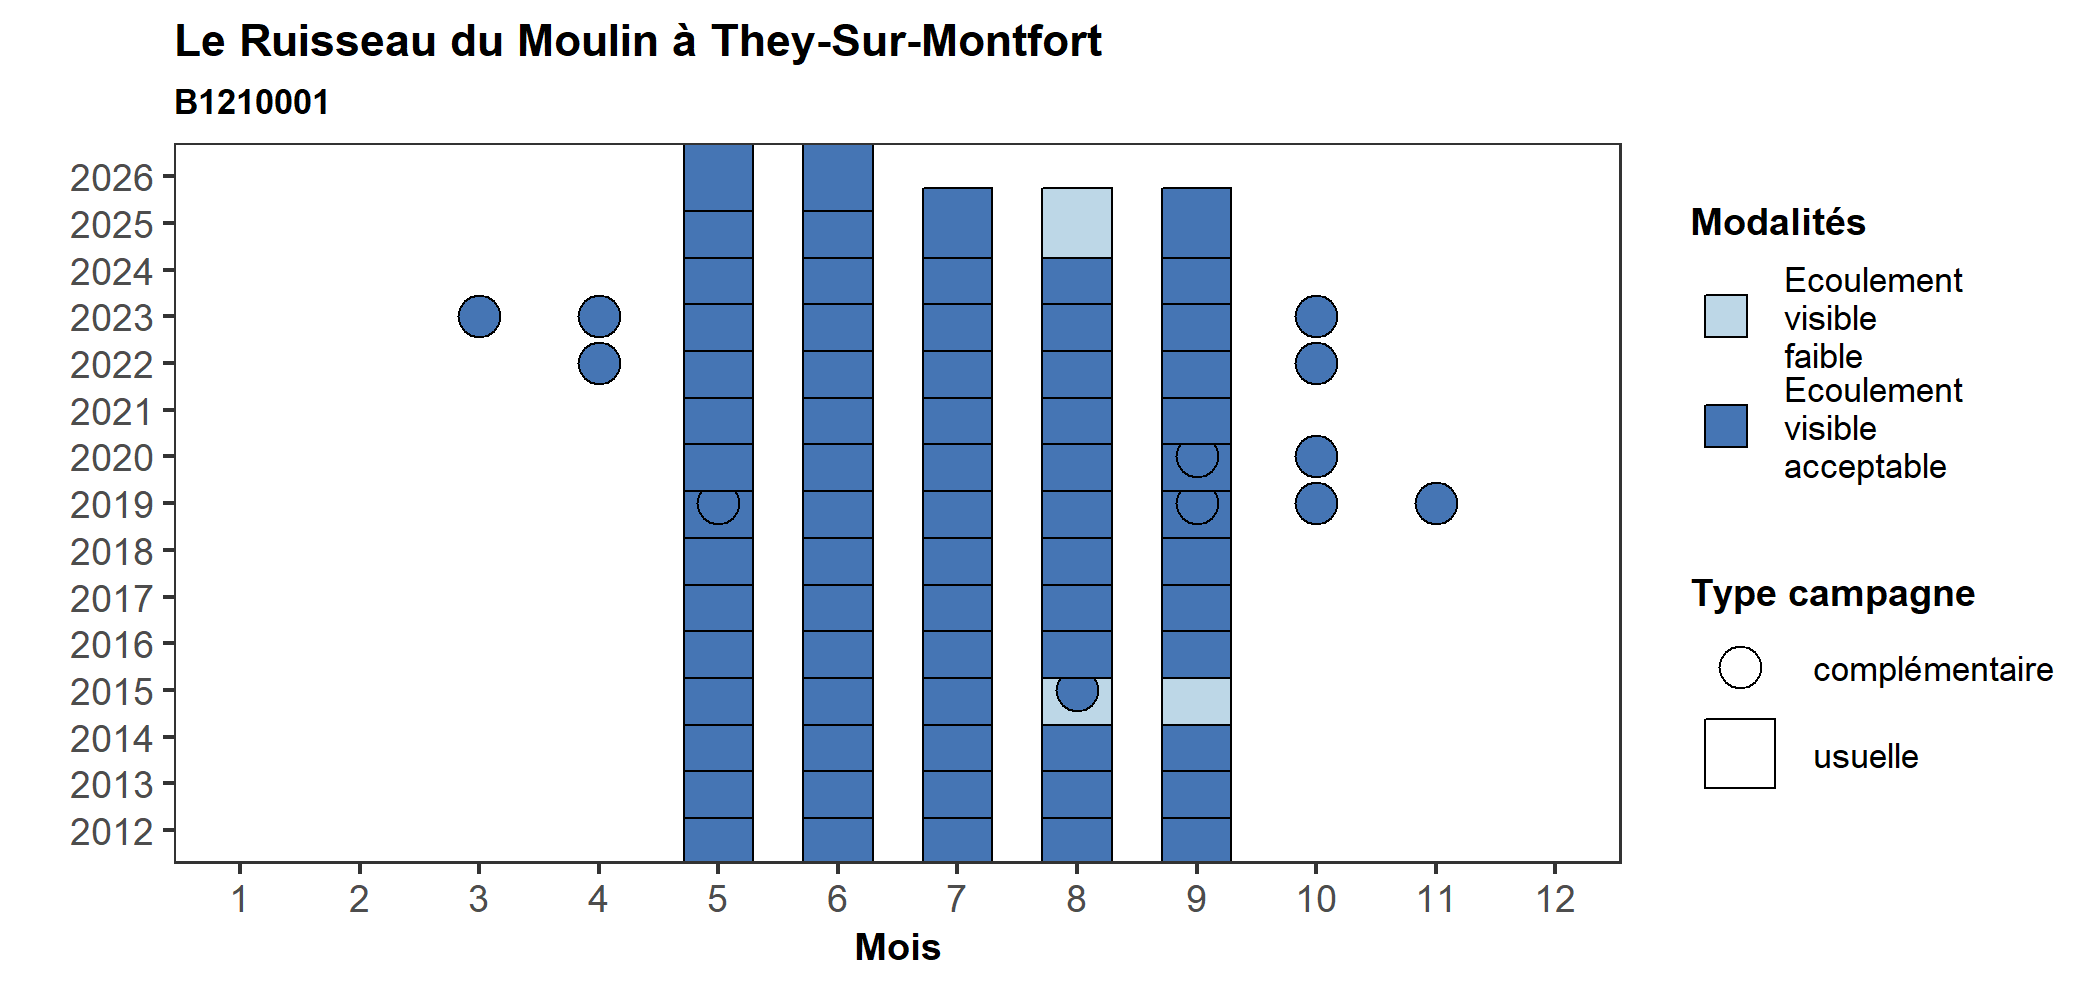 Le Ruisseau du Moulin à They-Sur-Montfort
B1210001
2026
2025
2024
2023
2022
2021
2020
2019
2018
2017
2016
2015
2014
2013
2012
1 2 3 4 5 6 7 8 9 10 11 12
Mois
Modalités
Ecoulement
visible
faible
Ecoulement
visible
acceptable
Type campagne
complémentaire
usuelle